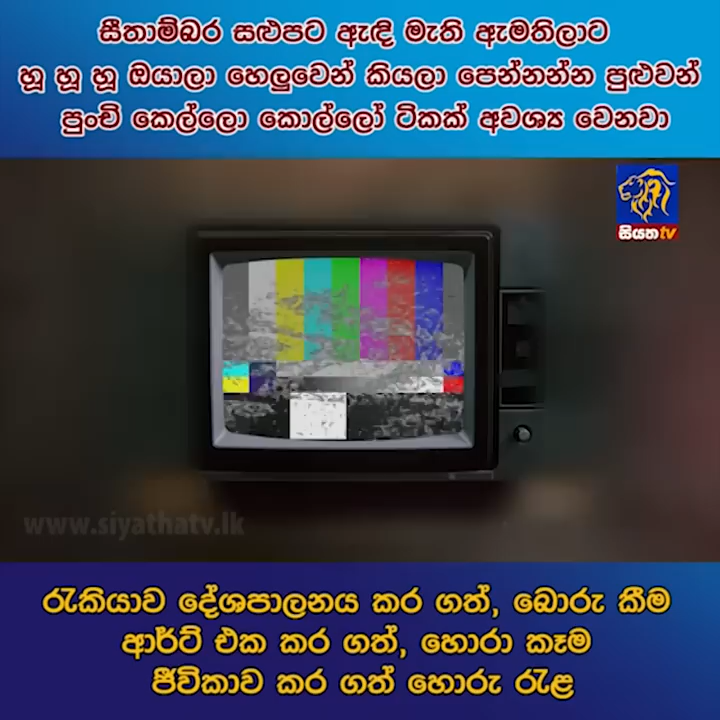 සීතාම්බර සළුපට ඇඳි මැති ඇමතිලාට
හූ හූ හූ ඔයාලා හෙලුවෙන් කියලා පෙන්නන්න පුළුවන්
පුංචි කෙල්ලො කොල්ලෝ ටිකක් අවශ්‍ය වෙනවා
සියත tv
www.siyathatv.lk
රැකියාව දේශපාලනය කර ගත්, බොරු කීම
ආර්ට් එක කර ගත්, හොරා කෑම
ජීවිකාව කර ගත් හොරු රැළ